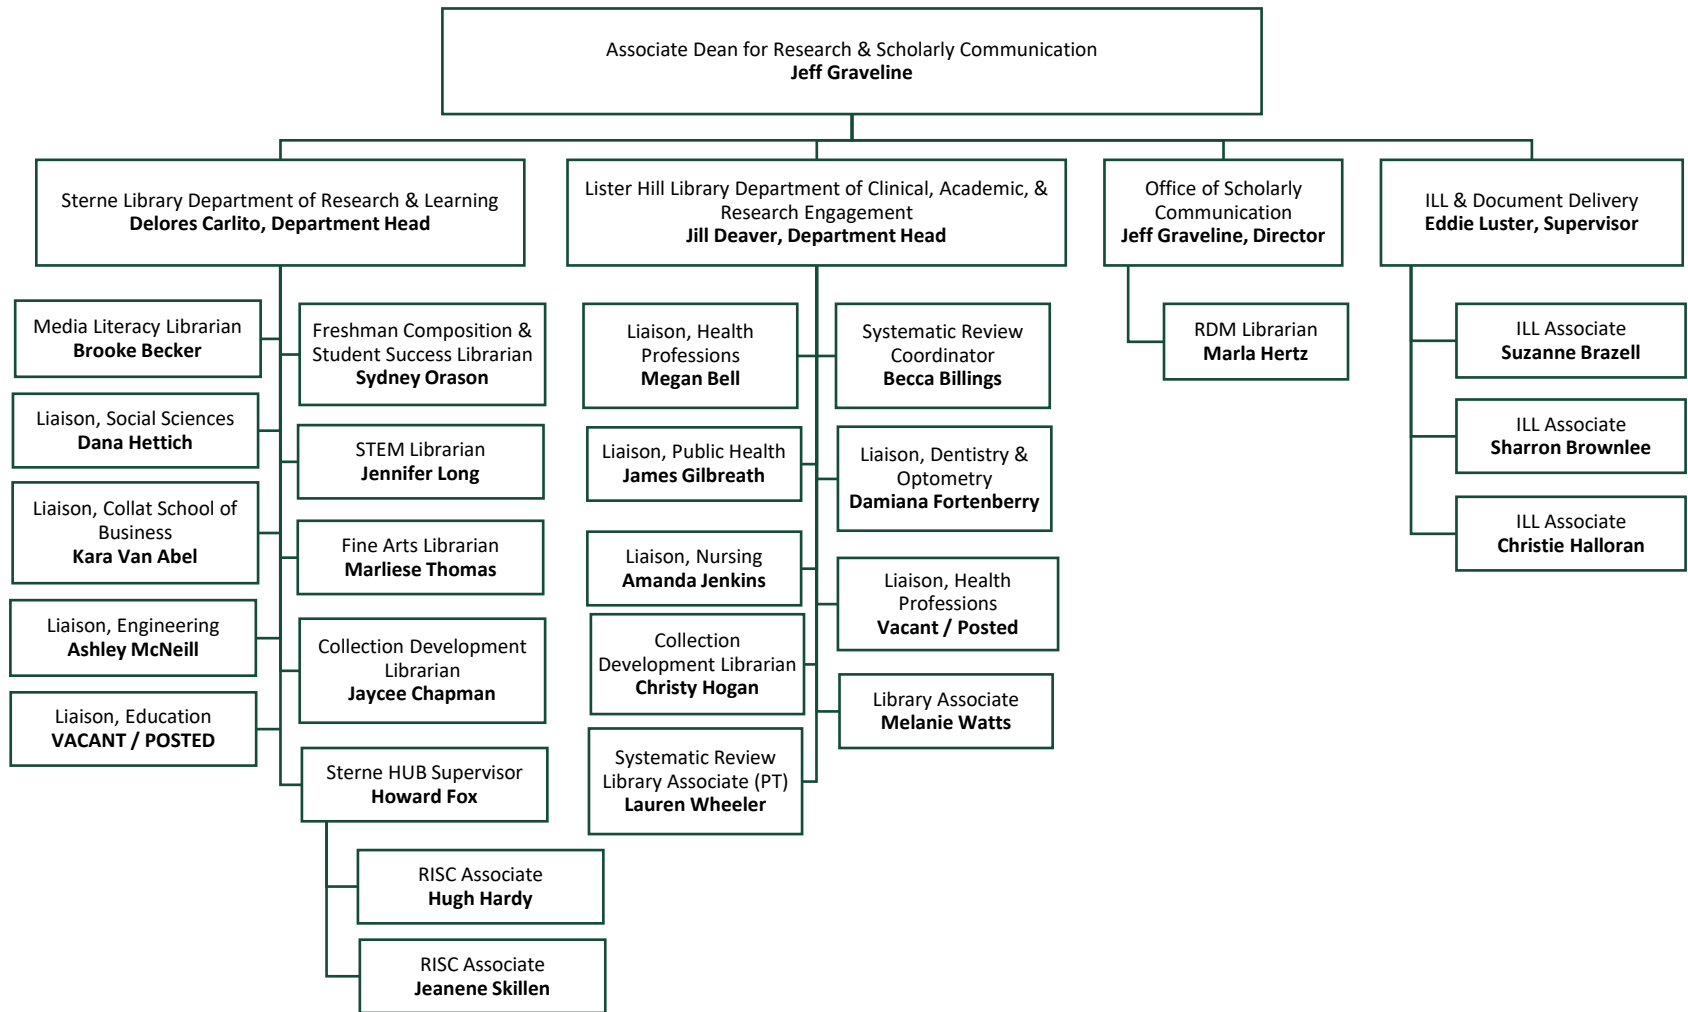 Associate Dean for Research & Scholarly Communication
Jeff Graveline
Sterne Library Department of Research & Learning
Delores Carlito, Department Head
Lister Hill Library Department of Clinical, Academic, &
Research Engagement
Jill Deaver, Department Head
Office of Scholarly
Communication
Jeff Graveline, Director
ILL & Document Delivery
Eddie Luster, Supervisor
Media Literacy Librarian
Brooke Becker
Liaison, Social Sciences
Dana Hettich
Liaison, Collat School of
Business
Kara Van Abel
Liaison, Engineering
Ashley McNeill
Liaison, Education
VACANT / POSTED
Freshman Composition &
Student Success Librarian
Sydney Orason
STEM Librarian
Jennifer Long
Fine Arts Librarian
Marliese Thomas
Collection Development
Librarian
Jaycee Chapman
Sterne HUB Supervisor
Howard Fox
RISC Associate
Hugh Hardy
RISC Associate
Jeanene Skillen
Liaison, Health
Professions
Megan Bell
Liaison, Public Health
James Gilbreath
Liaison, Nursing
Amanda Jenkins
Collection
Development Librarian
Christy Hogan
Systematic Review
Library Associate (PT)
Lauren Wheeler
Systematic Review
Coordinator
Becca Billings
Liaison, Dentistry &
Optometry
Damiana Fortenberry
Liaison, Health
Professions
Vacant / Posted
Library Associate
Melanie Watts
RDM Librarian
Marla Hertz
ILL Associate
Suzanne Brazell
ILL Associate
Sharron Brownlee
ILL Associate
Christie Halloran